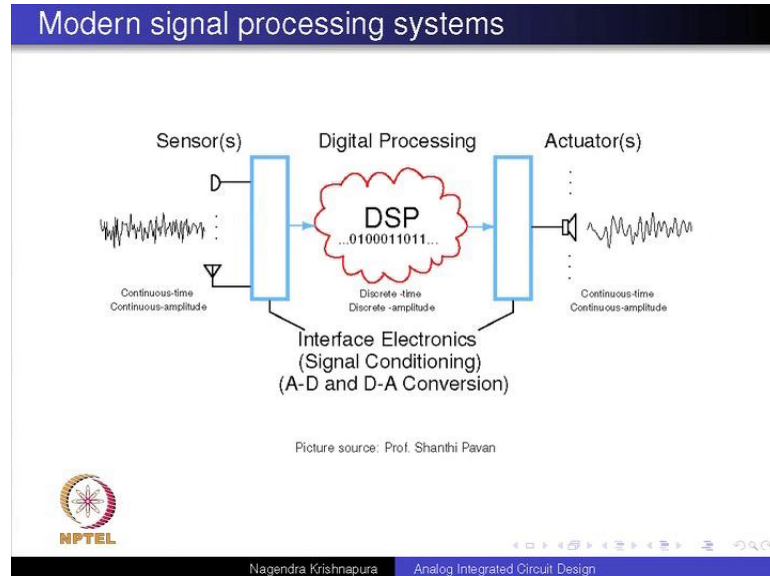 Modern signal processing systems
Sensor(s)
Digital Processing
Actuator(s)
DSP
...0100011011...
Continuous-time
Continuous-amplitude
Discrete -time
Discrete -amplitude
Continuous-time
Continuous-amplitude
Interface Electronics
(Signal Conditioning)
(A-D and D-A Conversion)
Picture source: Prof. Shanthi Pavan
NPTEL
Nagendra Krishnapura
Analog Integrated Circuit Design